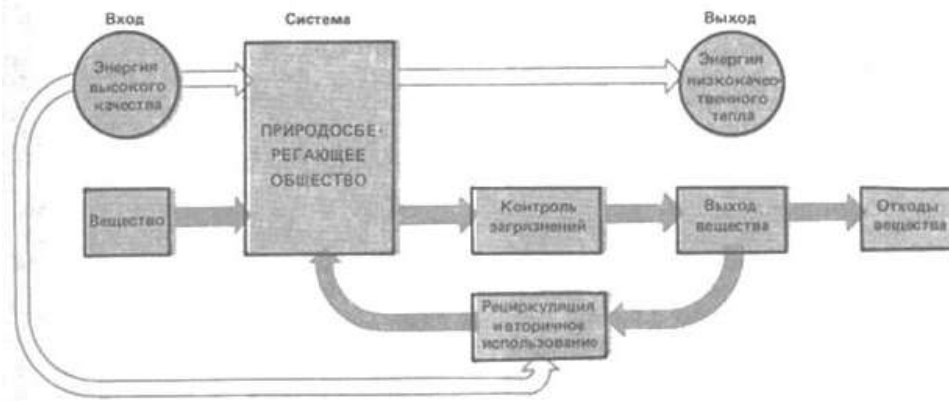 Вход
Система
Выход
Энергия
высокого
качества
ПРИРОДОСБЕ-
РЕГАЮЩЕЕ
ОБЩЕСТВО
Энергия
низкокаче-
ственного
тепла
Вещество
Контроль
загрязнений
Выход
вещества
Отходы
вещества
Рециркуляция
и вторичное
использование